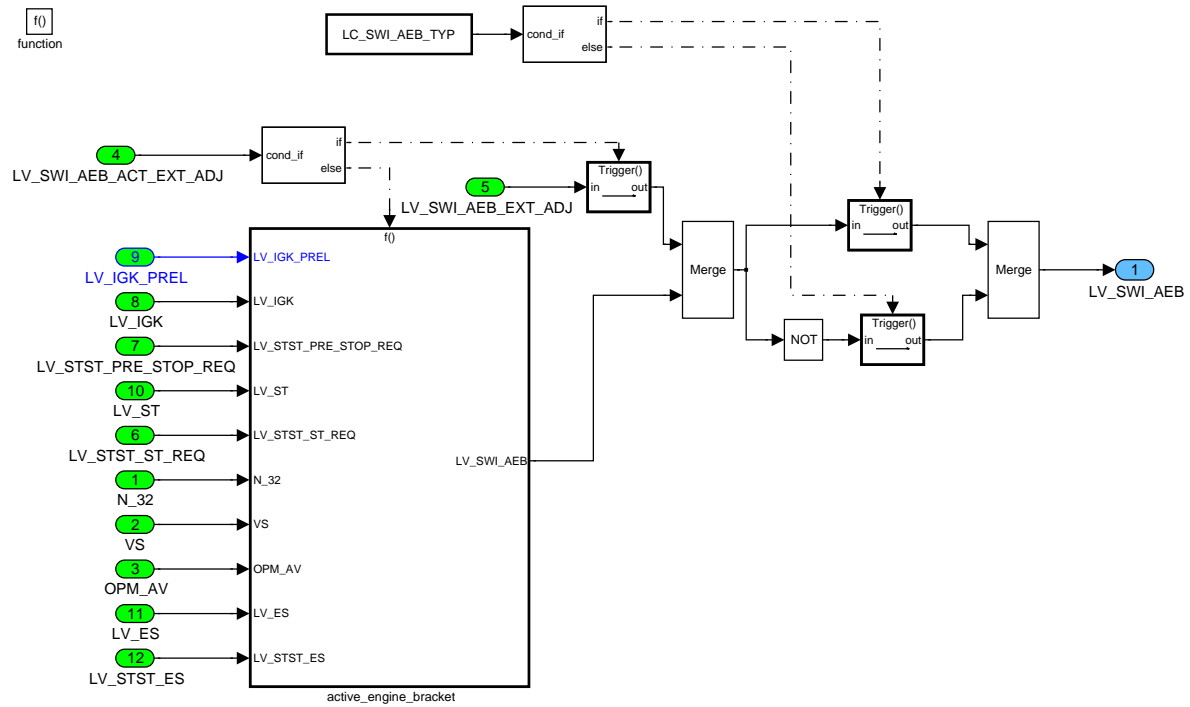 f()
function
LC_SWI_AEB_TYP
cond_if
if
else
4
LV_SWI_AEB_ACT_EXT_ADJ
cond_if
if
else
5
LV_SWI_AEB_EXT_ADJ
Trigger()
in
out
Merge
Trigger()
in
out
NOT
Trigger()
in
out
Merge
1
LV_SWI_AEB
f()
9
LV_IGK_PREL
LV_IGK_PREL
8
LV_IGK
LV_IGK
7
LV_STST_PRE_STOP_REQ
LV_STST_PRE_STOP_REQ
10
LV_ST
LV_ST
6
LV_STST_ST_REQ
LV_STST_ST_REQ
LV_SWI_AEB
1
N_32
N_32
2
VS
VS
3
OPM_AV
OPM_AV
11
LV_ES
LV_ES
12
LV_STST_ES
LV_STST_ES
active_engine_bracket